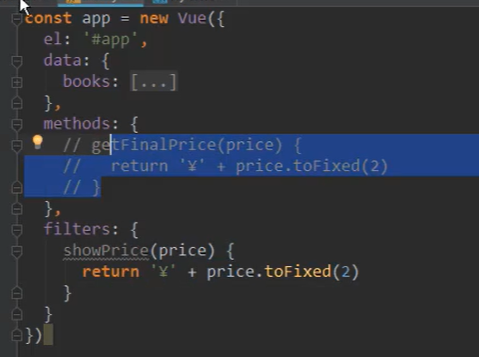 const app = new Vue({
  el: '#app',
  data: {
    books: [...]
  },
  methods: {
    // getFinalPrice(price) {
    //   return '¥' + price.toFixed(2)
    // }
  },
  filters: {
    showPrice(price) {
      return '¥' + price.toFixed(2)
    }
  }
})